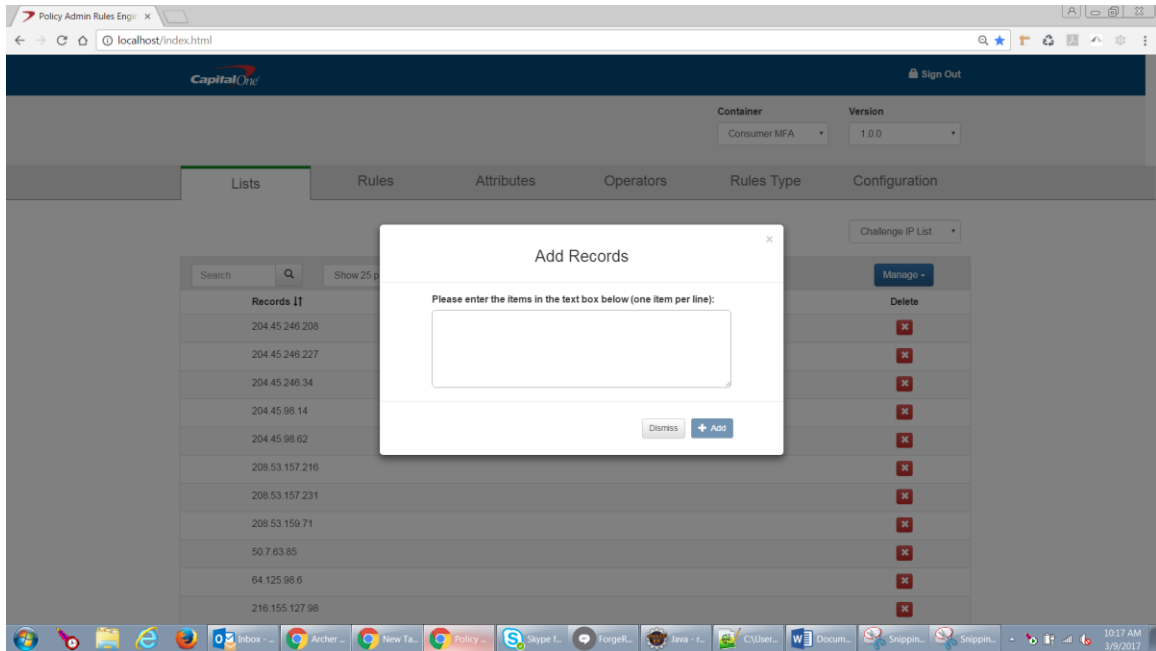 Policy Admin Rules Engin
localhost/index.html
CapitalOne
Sign Out
Container
Version
Consumer MFA
1.0.0
Lists
Rules
Attributes
Operators
Rules Type
Configuration
Challenge IP List
Search
Show 25 p
Manage
Records
Delete
204.45.246.208
204.45.246.227
204.45.246.34
204.45.98.14
204.45.98.62
208.53.157.216
208.53.157.231
208.53.159.71
50.7.63.85
64.125.98.6
216.155.127.98
Add Records
Please enter the items in the text box below (one item per line):
Dismiss
Add
Inbox - ...
Archer ...
New Ta...
Policy ...
Skype f...
ForgeR...
Java - r...
C:\User...
Docum...
Snippin...
Snippin...
10:17 AM
3/9/2017